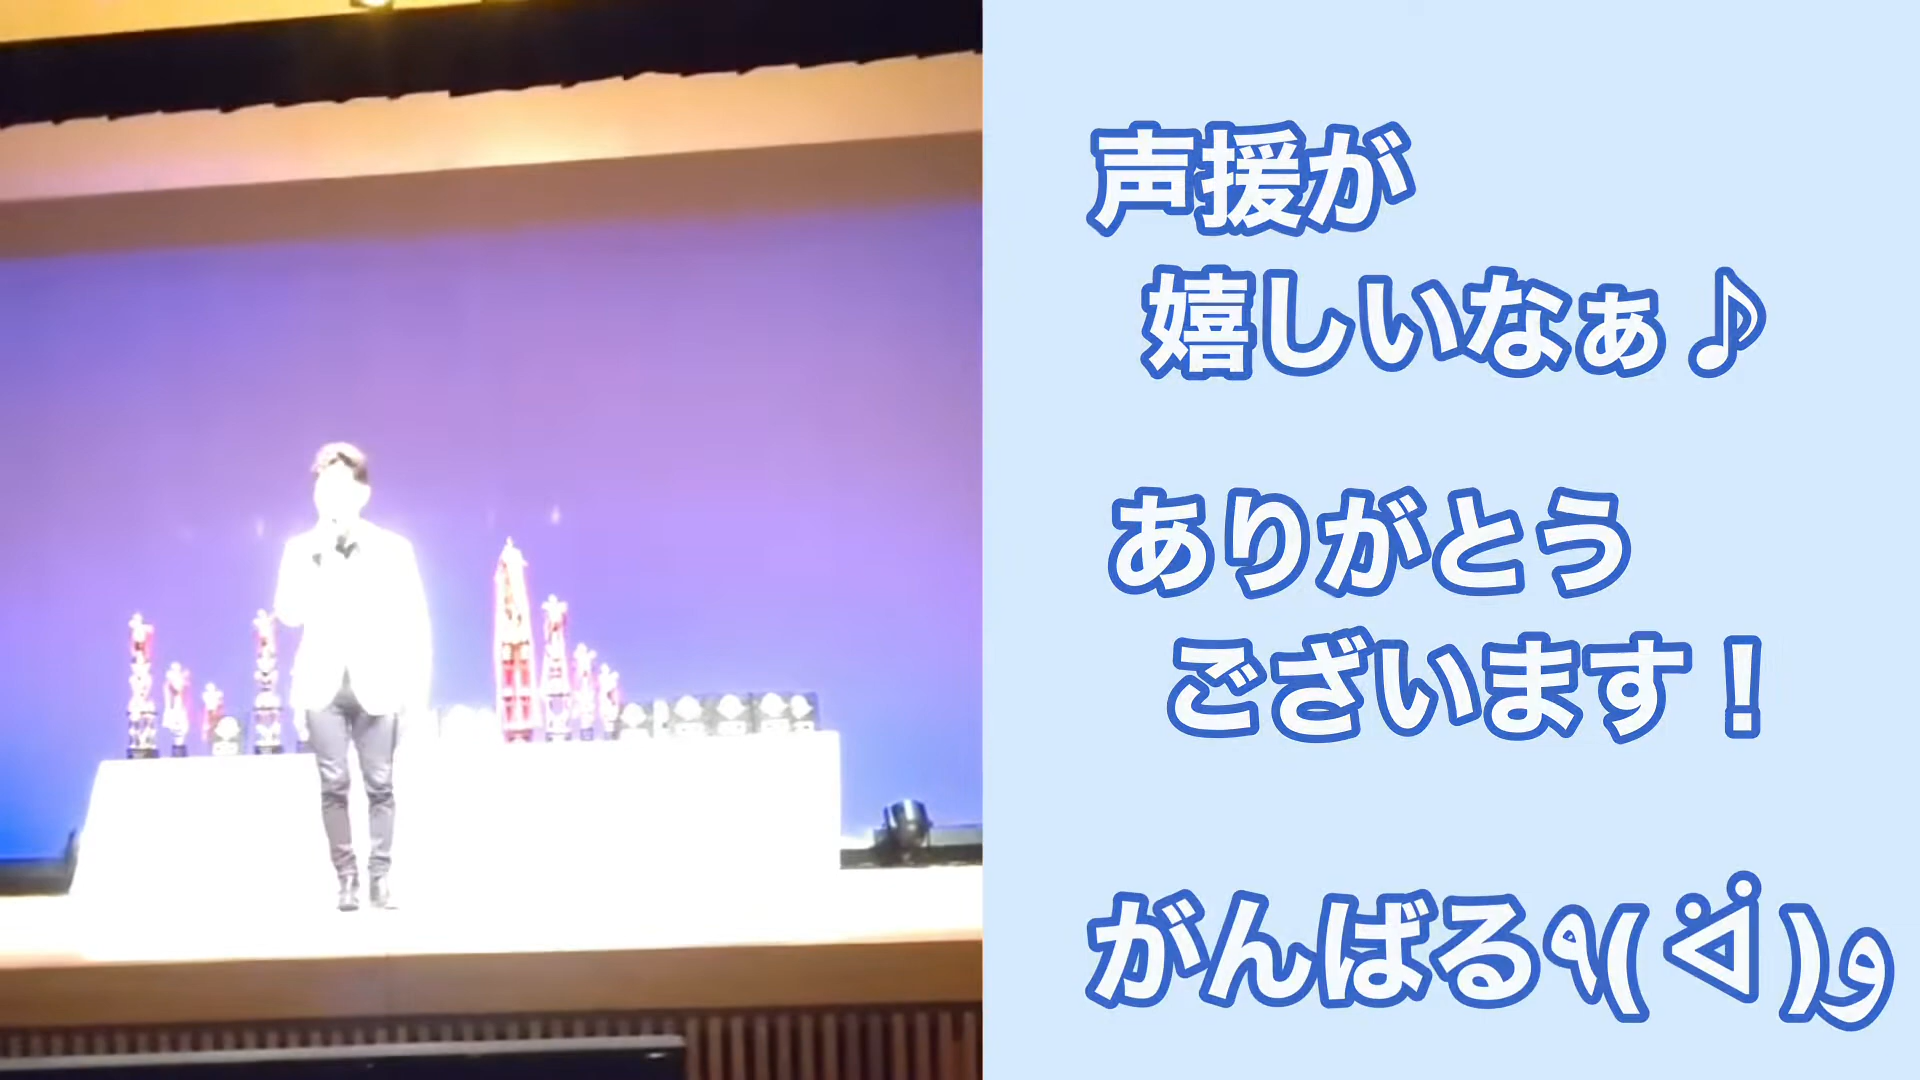 声援が
嬉しいなぁ♪
ありがとう
ございます！
がんばる٩( ᐛ )و